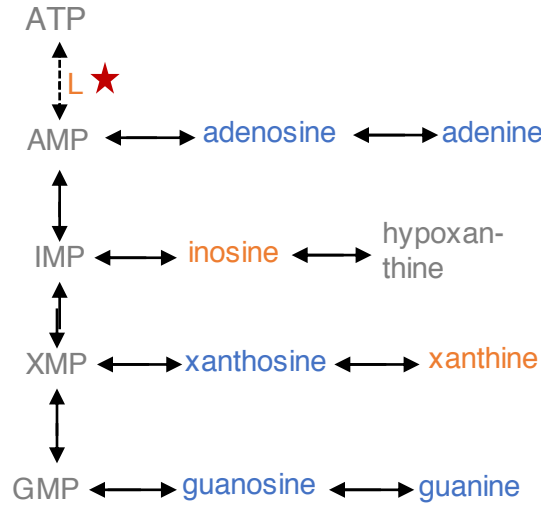 ATP
L
AMP adenosine adenine
IMP inosine hypoxan-
thine
XMP xanthosine xanthine
GMP guanosine guanine